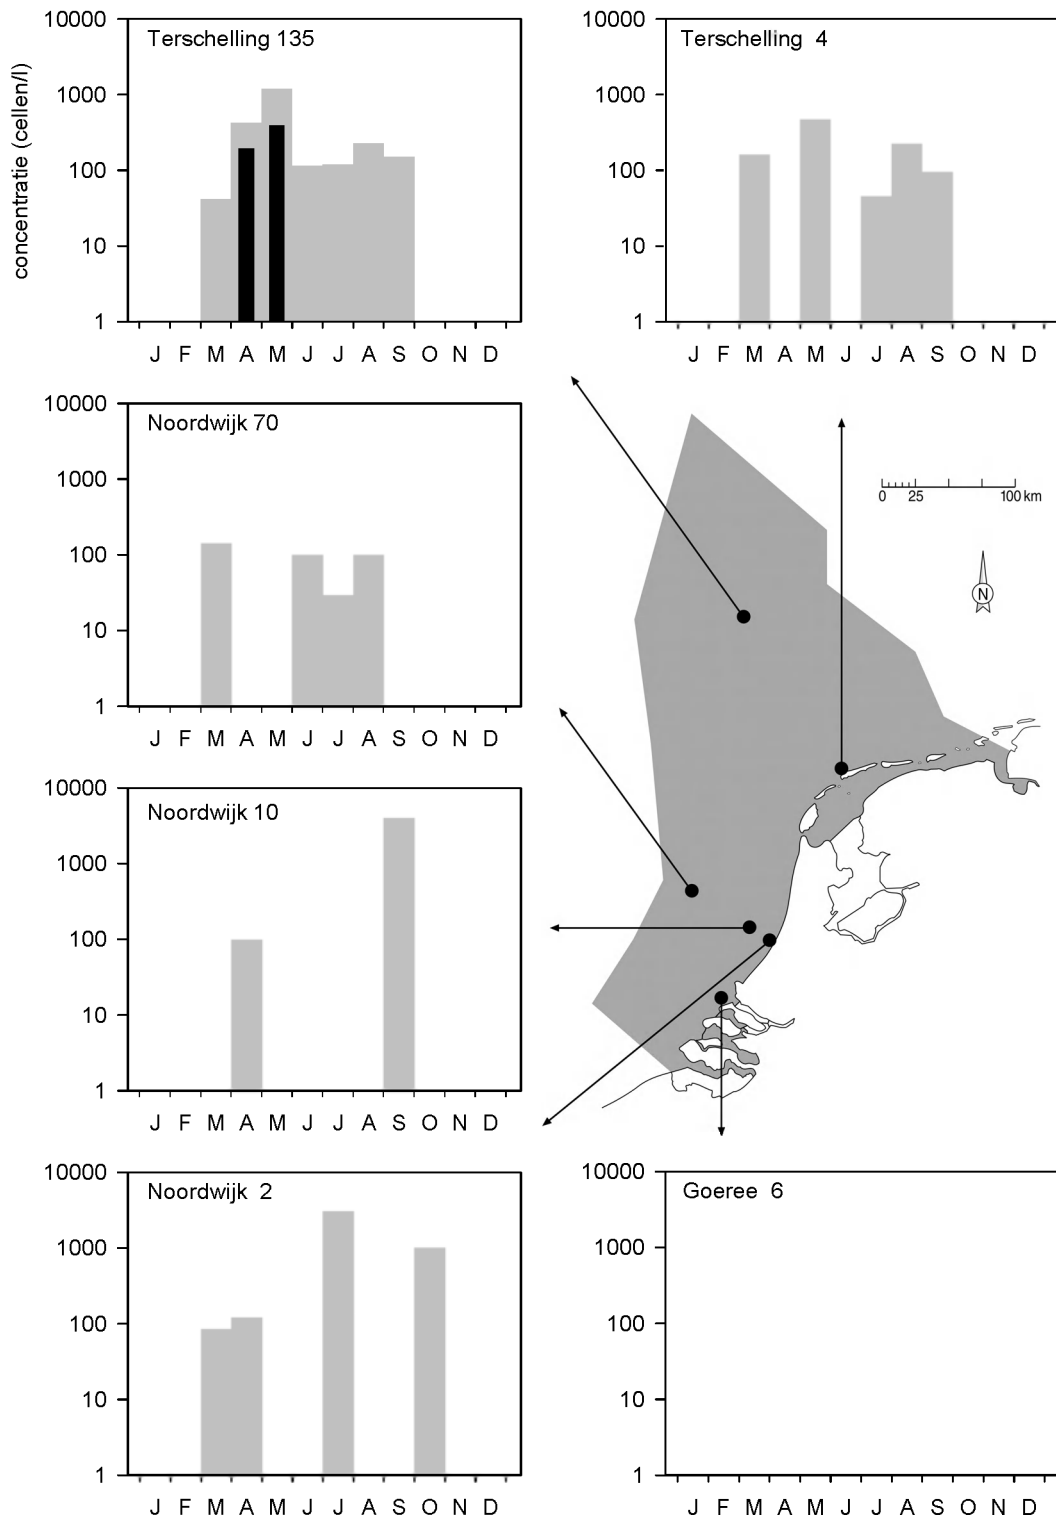 concentratie (cellen/l)
Terschelling 135
10000
1000
100
10
1
J F M A M J J A S O N D
Terschelling 4
10000
1000
100
10
1
J F M A M J J A S O N D
Noordwijk 70
10000
1000
100
10
1
J F M A M J J A S O N D
0 25 100 km
N
Noordwijk 10
10000
1000
100
10
1
J F M A M J J A S O N D
Noordwijk 2
10000
1000
100
10
1
J F M A M J J A S O N D
Goeree 6
10000
1000
100
10
1
J F M A M J J A S O N D